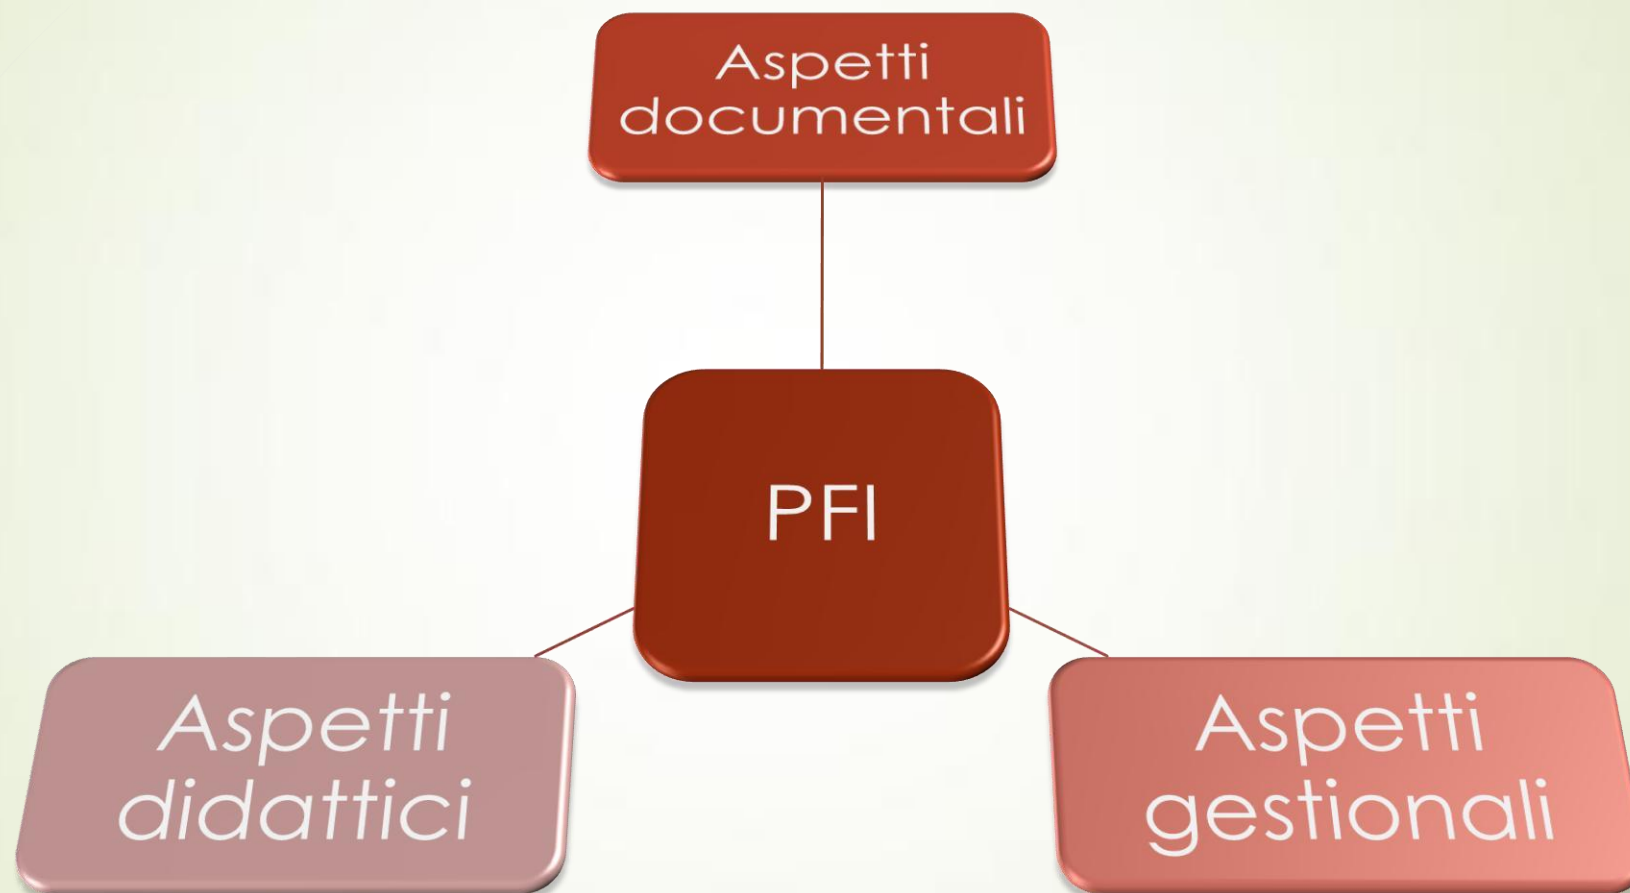 Aspetti
documentali
PFI
Aspetti
didattici
Aspetti
gestionali